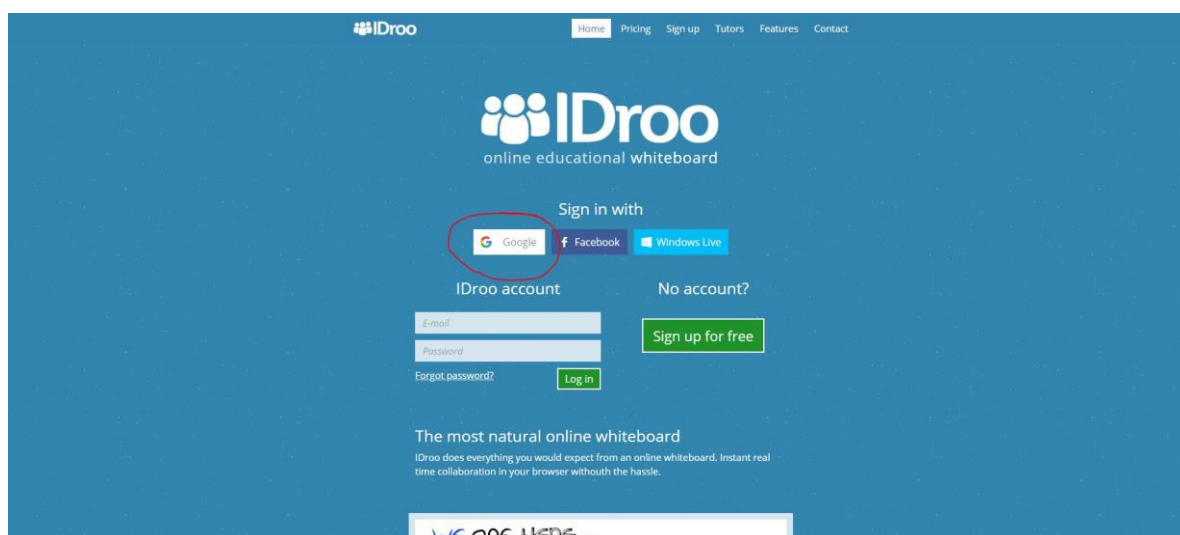 IDroo
Home Pricing Sign up Tutors Features Contact
IDroo
online educational whiteboard
Sign in with
Google Facebook Windows Live
IDroo account No account?
E-mail
Sign up for free
Password
Forgot password? Log in
The most natural online whiteboard
IDroo does everything you would expect from an online whiteboard. Instant real
time collaboration in your browser withouth the hassle.